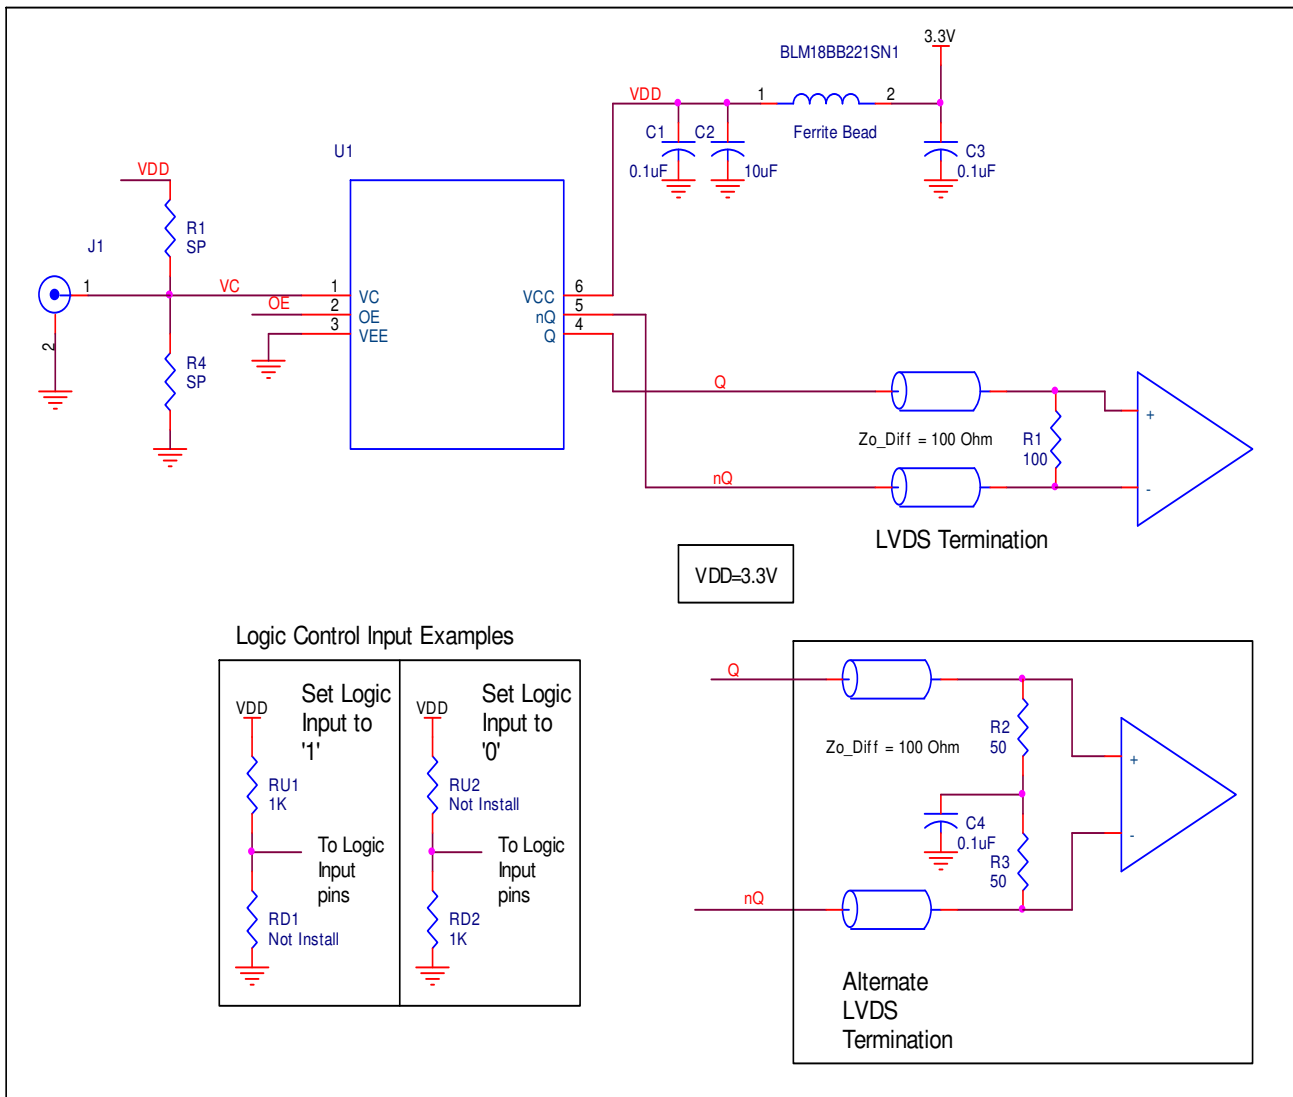 3.3V
BLM18BB221SN1
VDD
1
2
C1
C2
Ferrite Bead
C3
0.1uF
10uF
0.1uF
U1
VDD
R1
SP
J1
1
VC
1
VC
OE
2
OE
3
VEE
VCC
6
nQ
5
Q
4
2
R4
SP
Q
Zo_Diff = 100 Ohm
R1
100
+
-
nQ
LVDS Termination
VDD=3.3V
Logic Control Input Examples
VDD
Set Logic
Input to
'1'
RU1
1K
To Logic
Input
pins
RD1
Not Install
VDD
Set Logic
Input to
'0'
RU2
Not Install
To Logic
Input
pins
RD2
1K
Q
R2
50
Zo_Diff = 100 Ohm
+
-
C4
0.1uF
R3
50
nQ
Alternate
LVDS
Termination